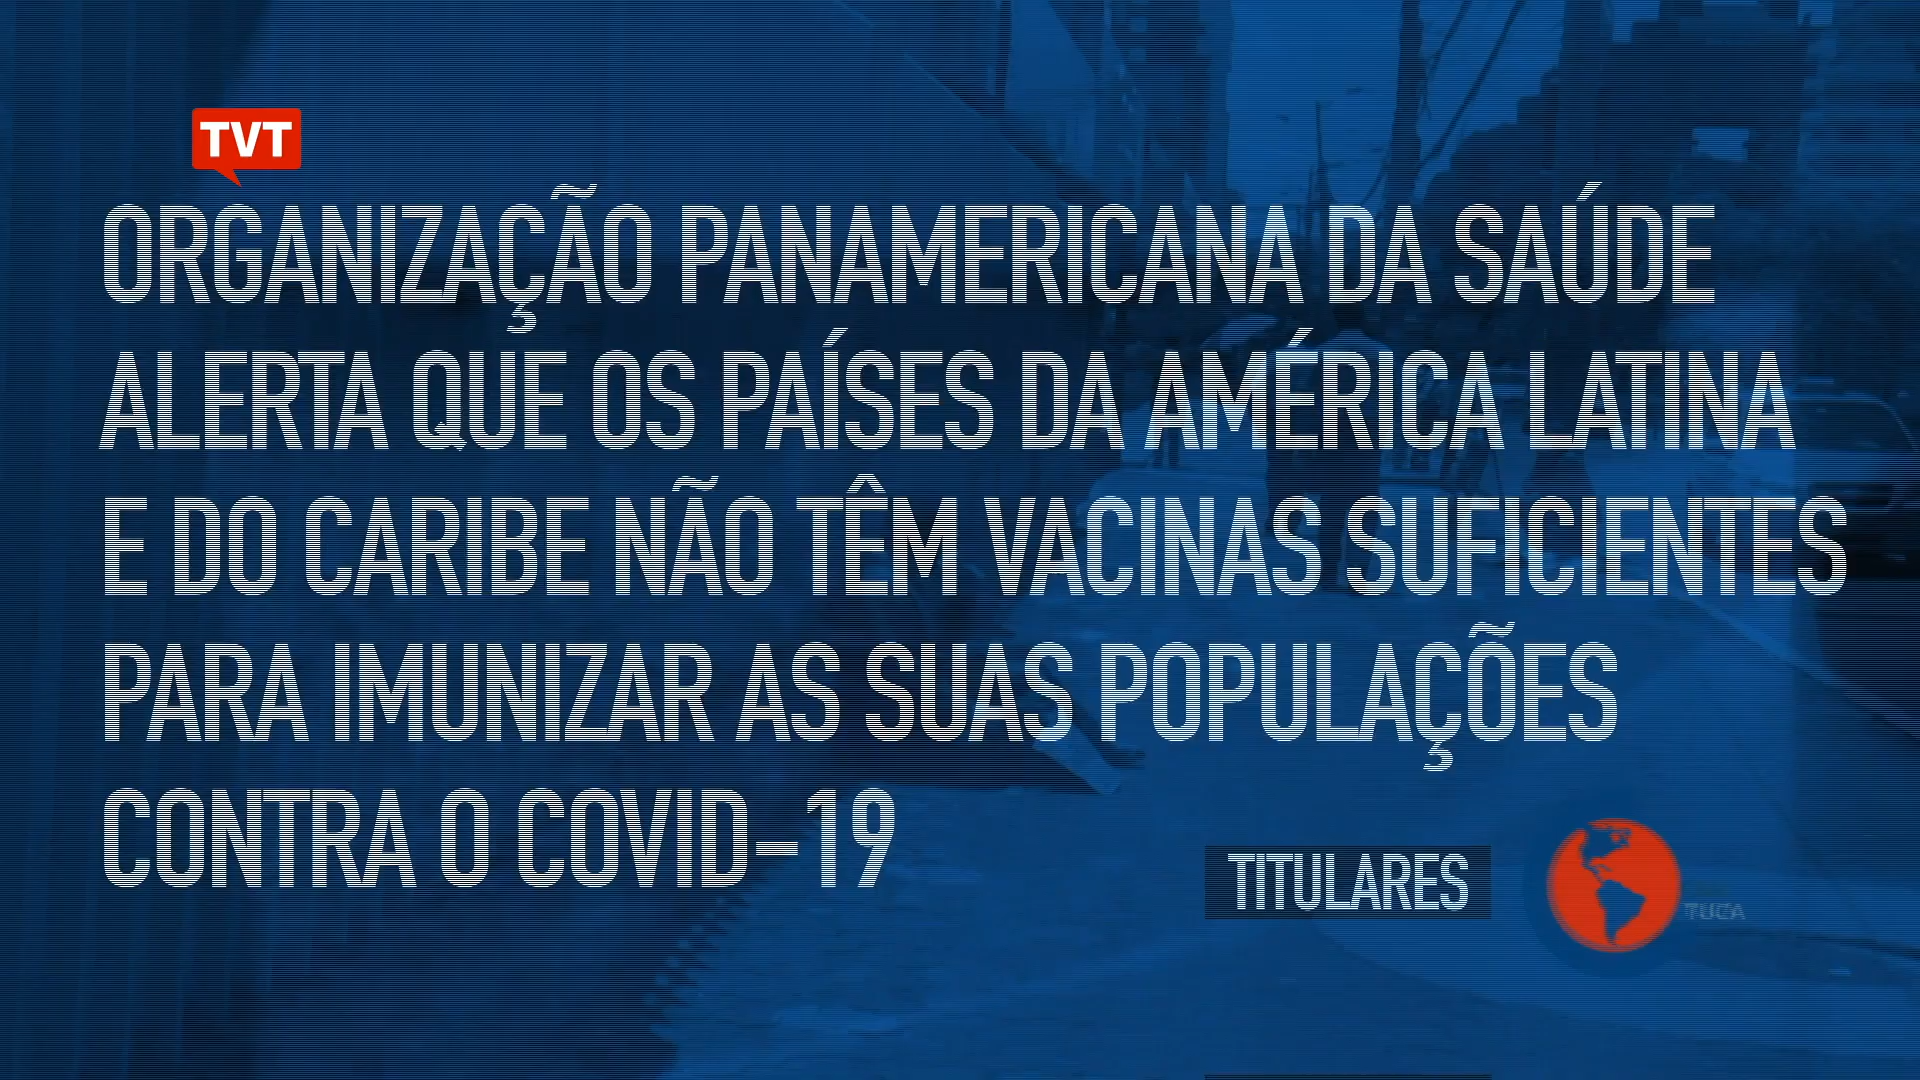 TVT
ORGANIZAÇÃO PANAMERICANA DA SAÚDE
ALERTA QUE OS PAÍSES DA AMÉRICA LATINA
E DO CARIBE NÃO TÊM VACINAS SUFICIENTES
PARA IMUNIZAR AS SUAS POPULAÇÕES
CONTRA O COVID-19
TITULARES